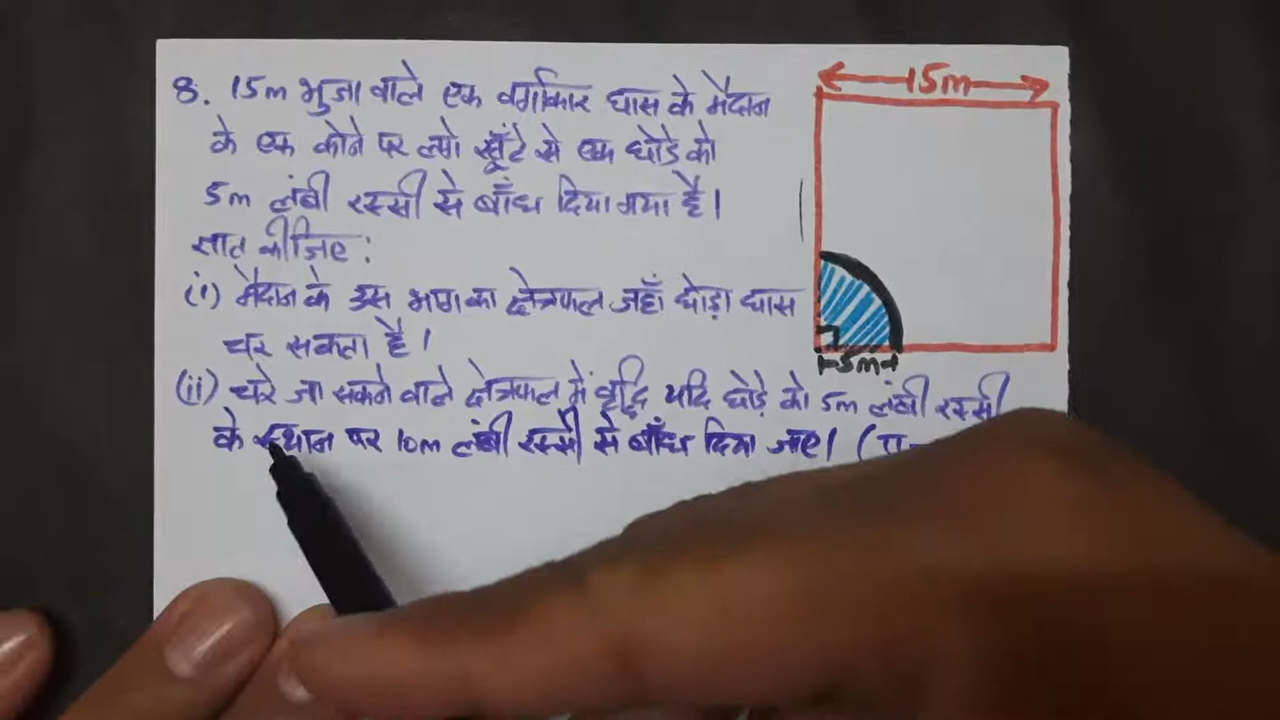 8. 15m भुजा वाले एक वर्गाकार घास के मैदान
के एक कोने पर लगे खूँटे से एक घोड़े को
5m लंबी रस्सी से बाँध दिया गया है।
ज्ञात कीजिए:
(i) मैदान के उस भाग का क्षेत्रफल जहाँ घोड़ा घास
चर सकता है।
(ii) चरे जा सकने वाले क्षेत्रफल में वृद्धि यदि घोड़े को 5m लंबी रस्सी
के स्थान पर 10m लंबी रस्सी से बाँध दिया जाए। (π
15m
5m